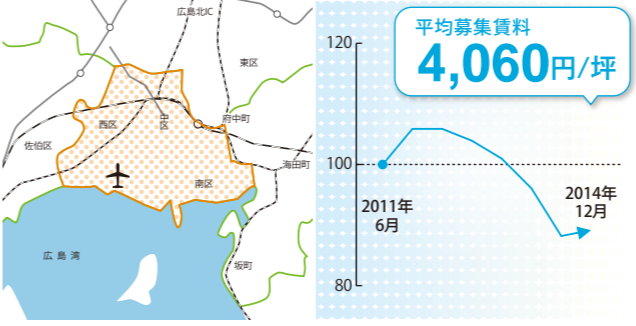 広島北IC
東区
府中町
中区
西区
佐伯区
海田町
南区
広島湾
坂町
平均募集賃料
4,060円/坪
120
100
80
2011年
6月
2014年
12月